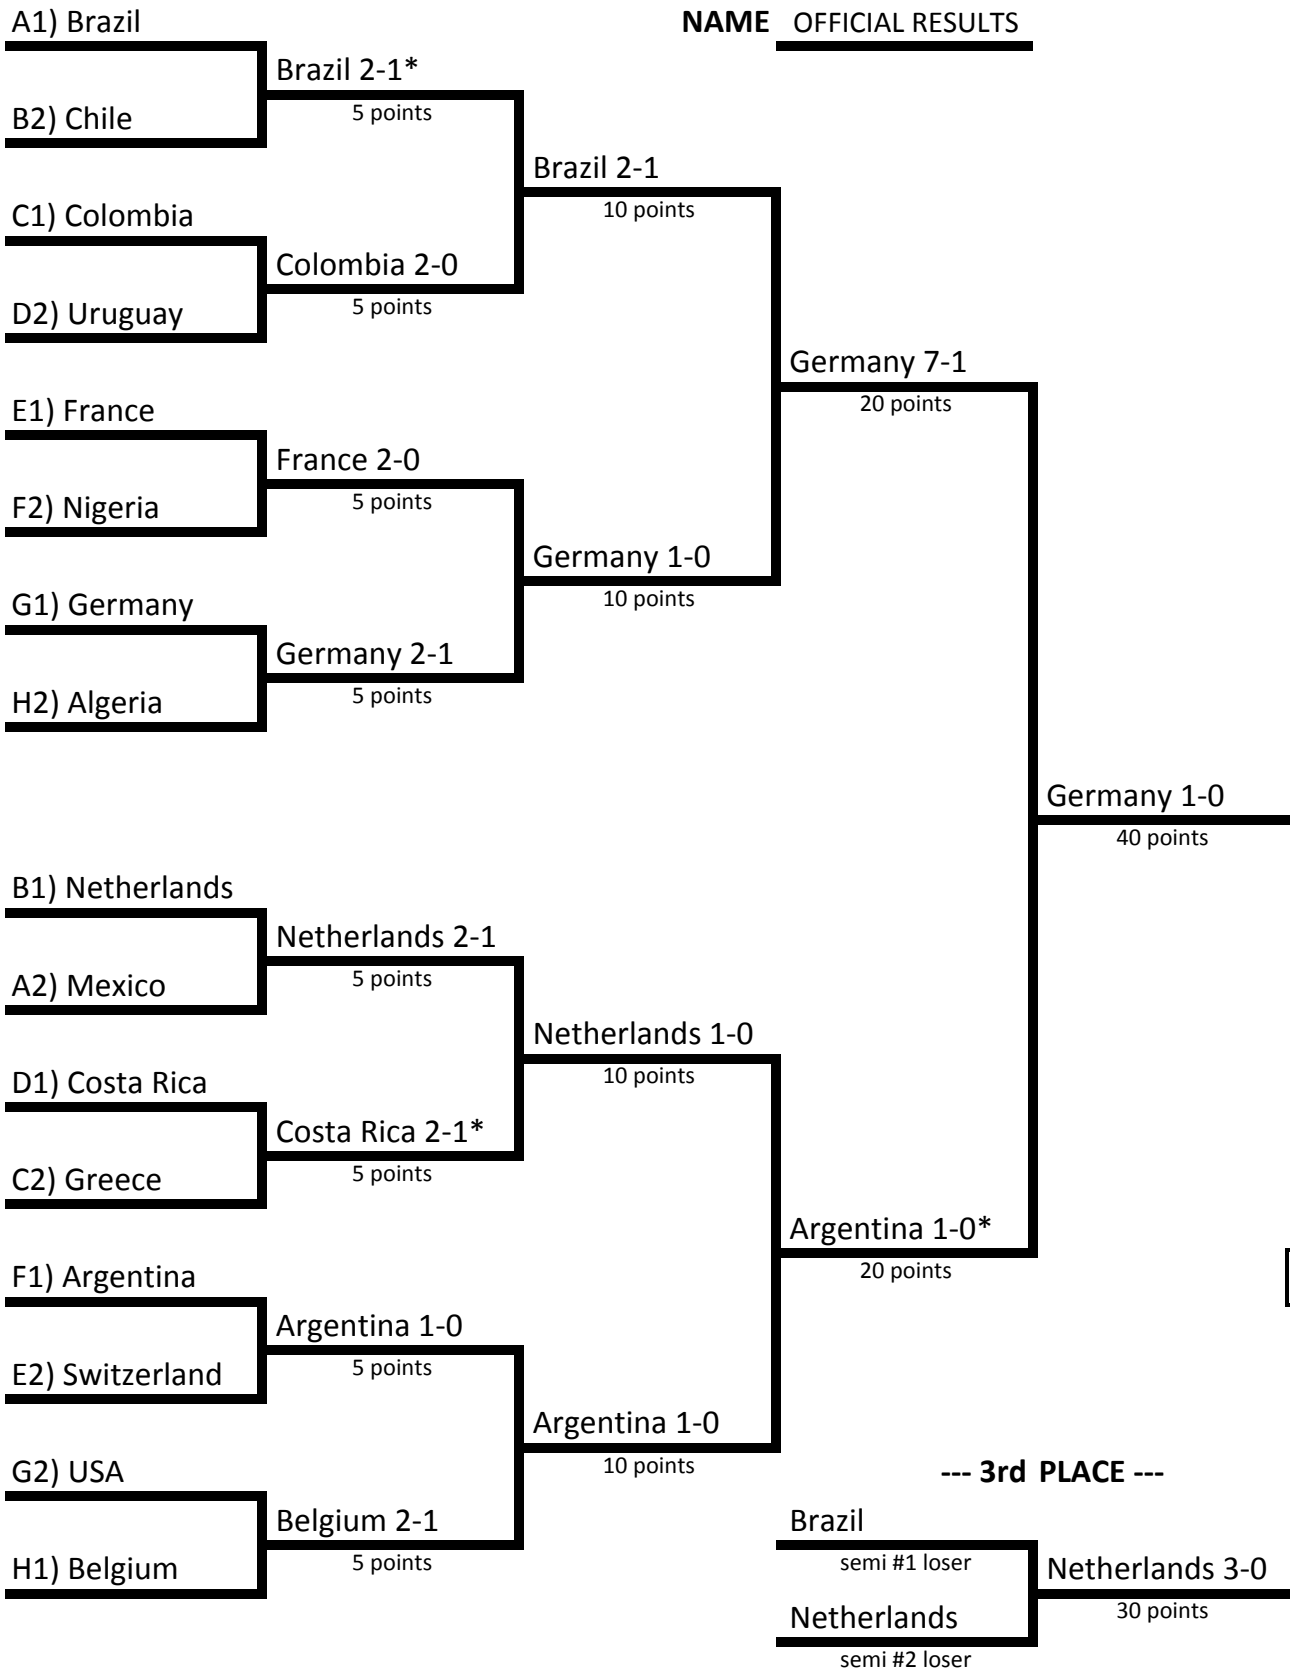 A1) Brazil
NAME OFFICIAL RESULTS
Brazil 2-1*
5 points
B2) Chile
Brazil 2-1
10 points
C1) Colombia
Colombia 2-0
5 points
D2) Uruguay
Germany 7-1
20 points
E1) France
France 2-0
5 points
F2) Nigeria
Germany 1-0
10 points
G1) Germany
Germany 2-1
5 points
H2) Algeria
Germany 1-0
40 points
B1) Netherlands
Netherlands 2-1
5 points
A2) Mexico
Netherlands 1-0
10 points
D1) Costa Rica
Costa Rica 2-1*
5 points
C2) Greece
Argentina 1-0*
20 points
F1) Argentina
Argentina 1-0
5 points
E2) Switzerland
Argentina 1-0
10 points
G2) USA
--- 3rd PLACE ---
Belgium 2-1
5 points
H1) Belgium
Brazil
semi #1 loser
Netherlands 3-0
30 points
Netherlands
semi #2 loser